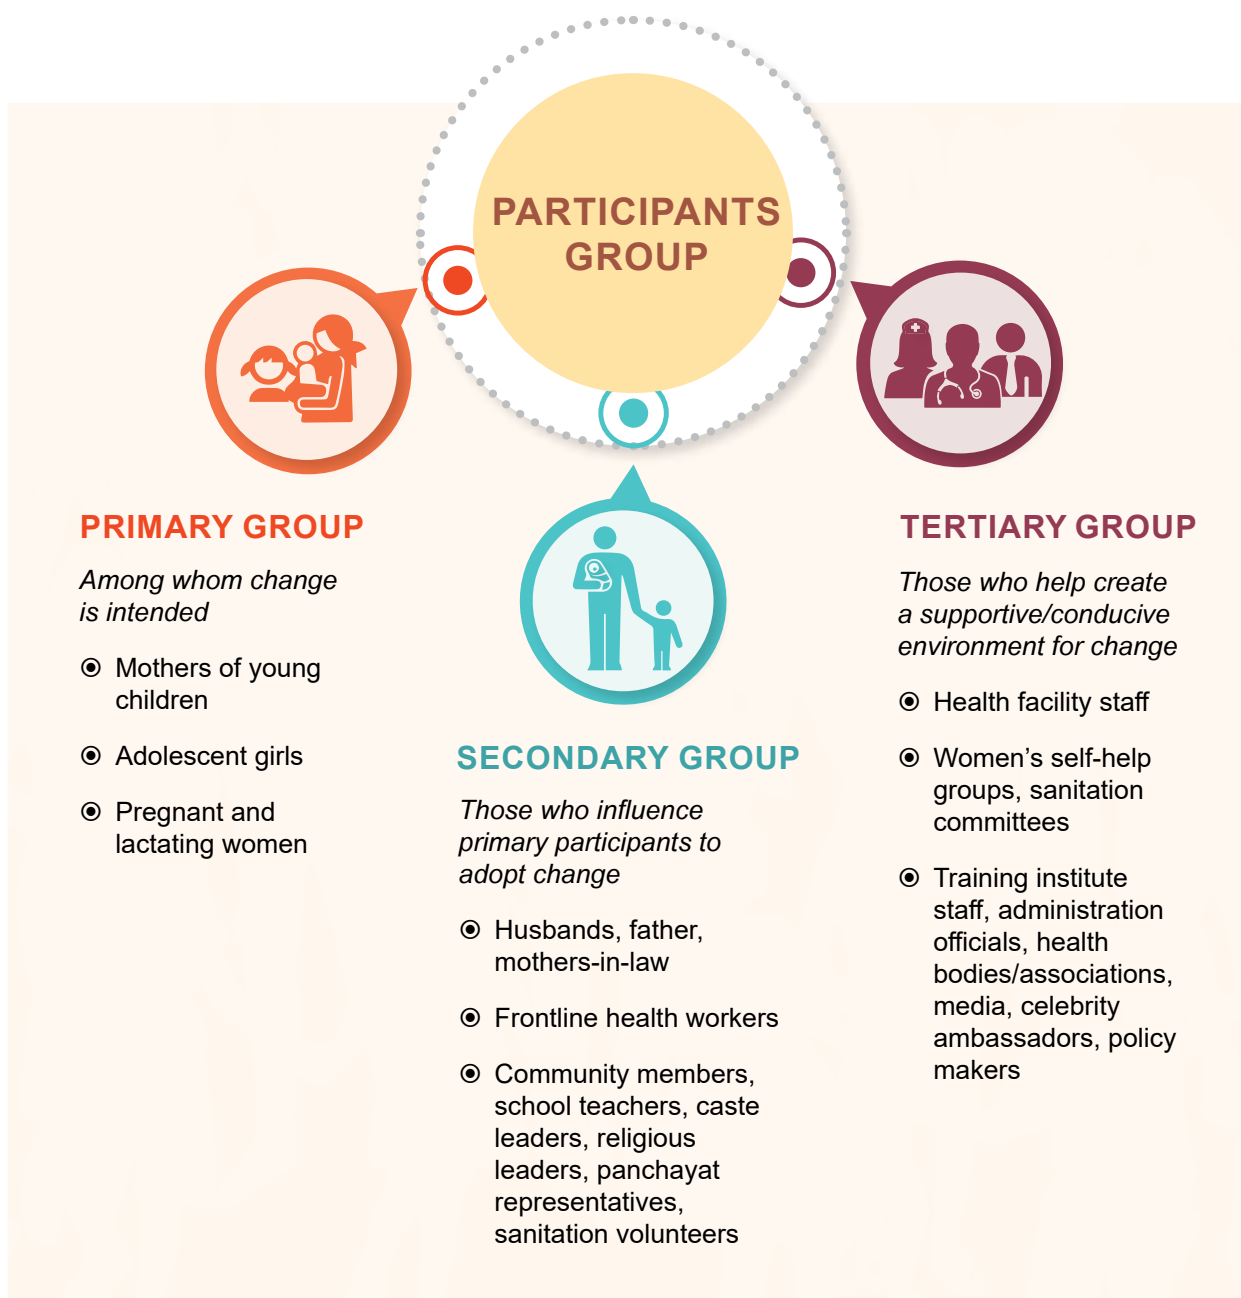 PARTICIPANTS
GROUP
PRIMARY GROUP
Among whom change
is intended
Mothers of young
children
Adolescent girls
Pregnant and
lactating women
SECONDARY GROUP
Those who influence
primary participants to
adopt change
Husbands, father,
mothers-in-law
Frontline health workers
Community members,
school teachers, caste
leaders, religious
leaders, panchayat
representatives,
sanitation volunteers
TERTIARY GROUP
Those who help create
a supportive/conducive
environment for change
Health facility staff
Women’s self-help
groups, sanitation
committees
Training institute
staff, administration
officials, health
bodies/associations,
media, celebrity
ambassadors, policy
makers